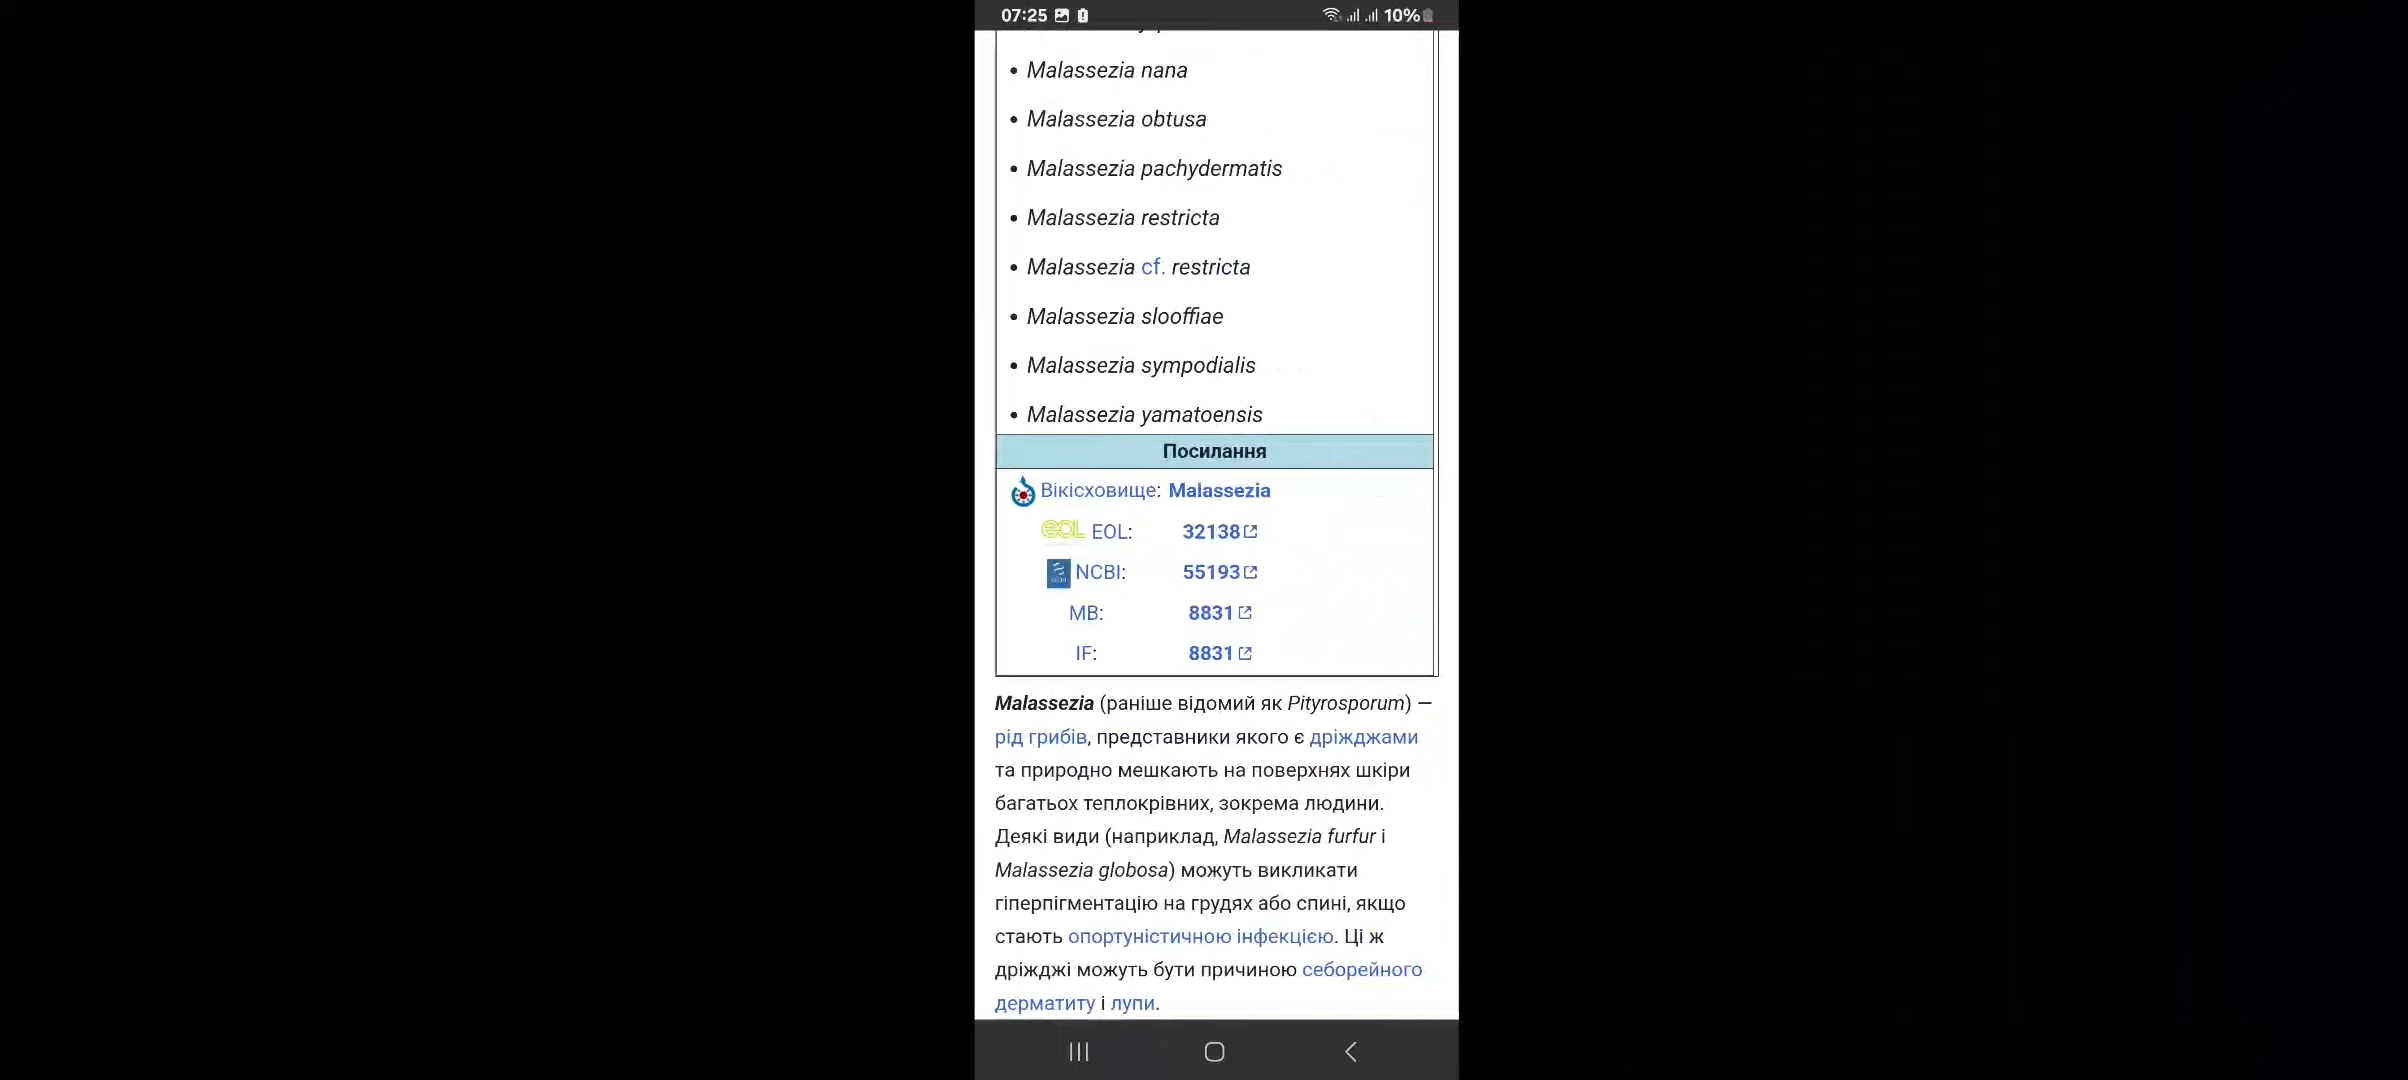 07:25 10%
Malassezia nana
Malassezia obtusa
Malassezia pachydermatis
Malassezia restricta
Malassezia cf. restricta
Malassezia slooffiae
Malassezia sympodialis
Malassezia yamatoensis
Посилання
Вікісховище: Malassezia
eol EOL: 32138
NCBI: 55193
MB: 8831
IF: 8831
Malassezia (раніше відомий як Pityrosporum) —
рід грибів, представники якого є дріжджами
та природно мешкають на поверхнях шкіри
багатьох теплокрівних, зокрема людини.
Деякі види (наприклад, Malassezia furfur і
Malassezia globosa) можуть викликати
гіперпігментацію на грудях або спині, якщо
стають опортуністичною інфекцією. Ці ж
дріжджі можуть бути причиною себорейного
дерматиту і лупи.